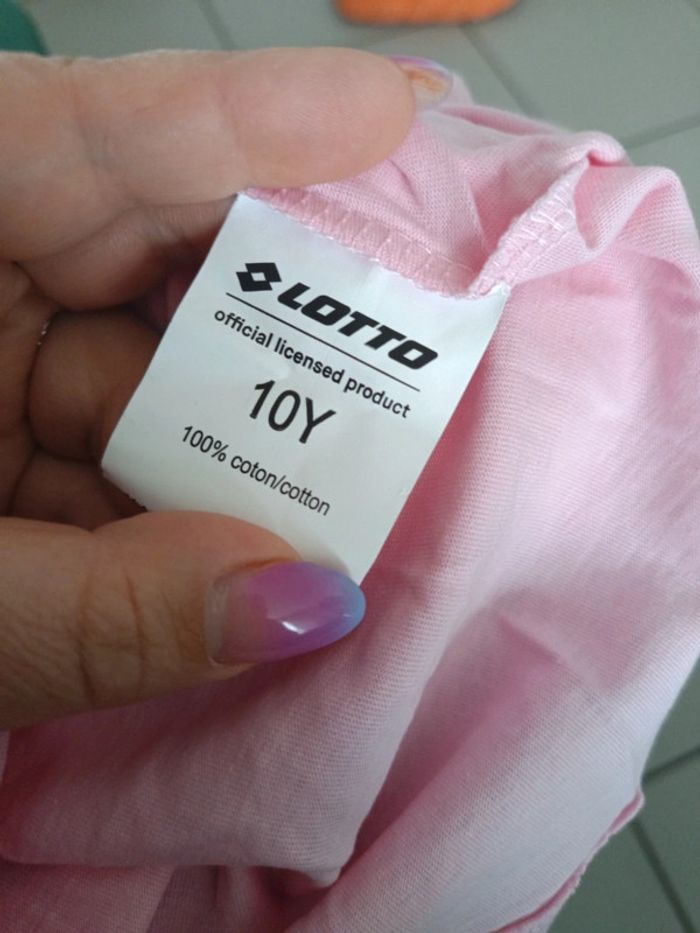 LOTTO
official licensed product
10Y
100% coton/cotton